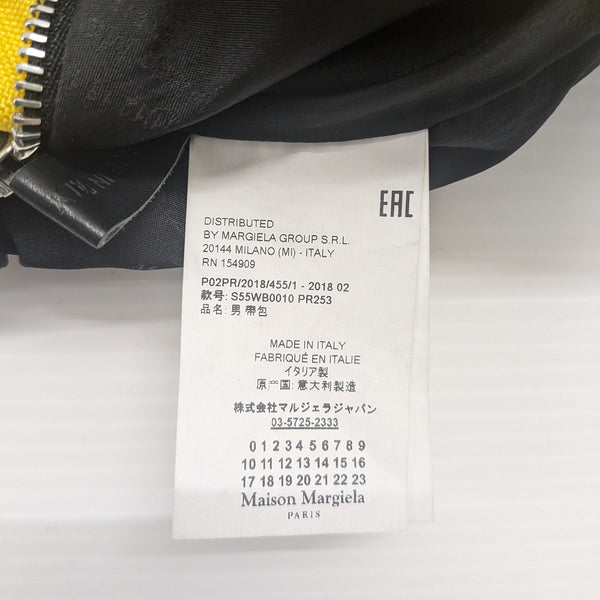 EAC
DISTRIBUTED
BY MARGIELA GROUP S.R.L.
20144 MILANO (MI) - ITALY
RN 154909
P02PR/2018/455/1 - 2018 02
款号: S55WB0010 PR253
品名: 男 帶包
MADE IN ITALY
FABRIQUÉ EN ITALIE
イタリア製
原产国: 意大利製造
株式会社マルジェラジャパン
03-5725-2333
0 1 2 3 4 5 6 7 8 9
10 11 12 13 14 15 16
17 18 19 20 21 22 23
Maison Margiela
PARIS